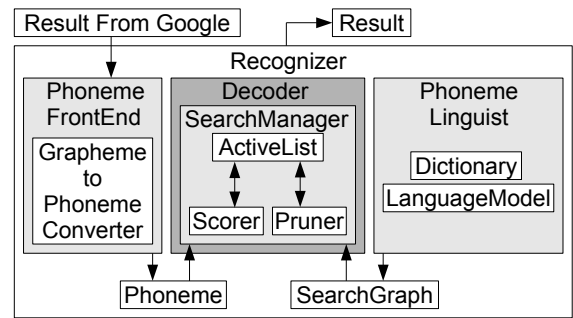 Result From Google
Result
Recognizer
Phoneme
FrontEnd
Grapheme
to
Phoneme
Converter
Decoder
SearchManager
ActiveList
Scorer
Pruner
Phoneme
Linguist
Dictionary
LanguageModel
Phoneme
SearchGraph